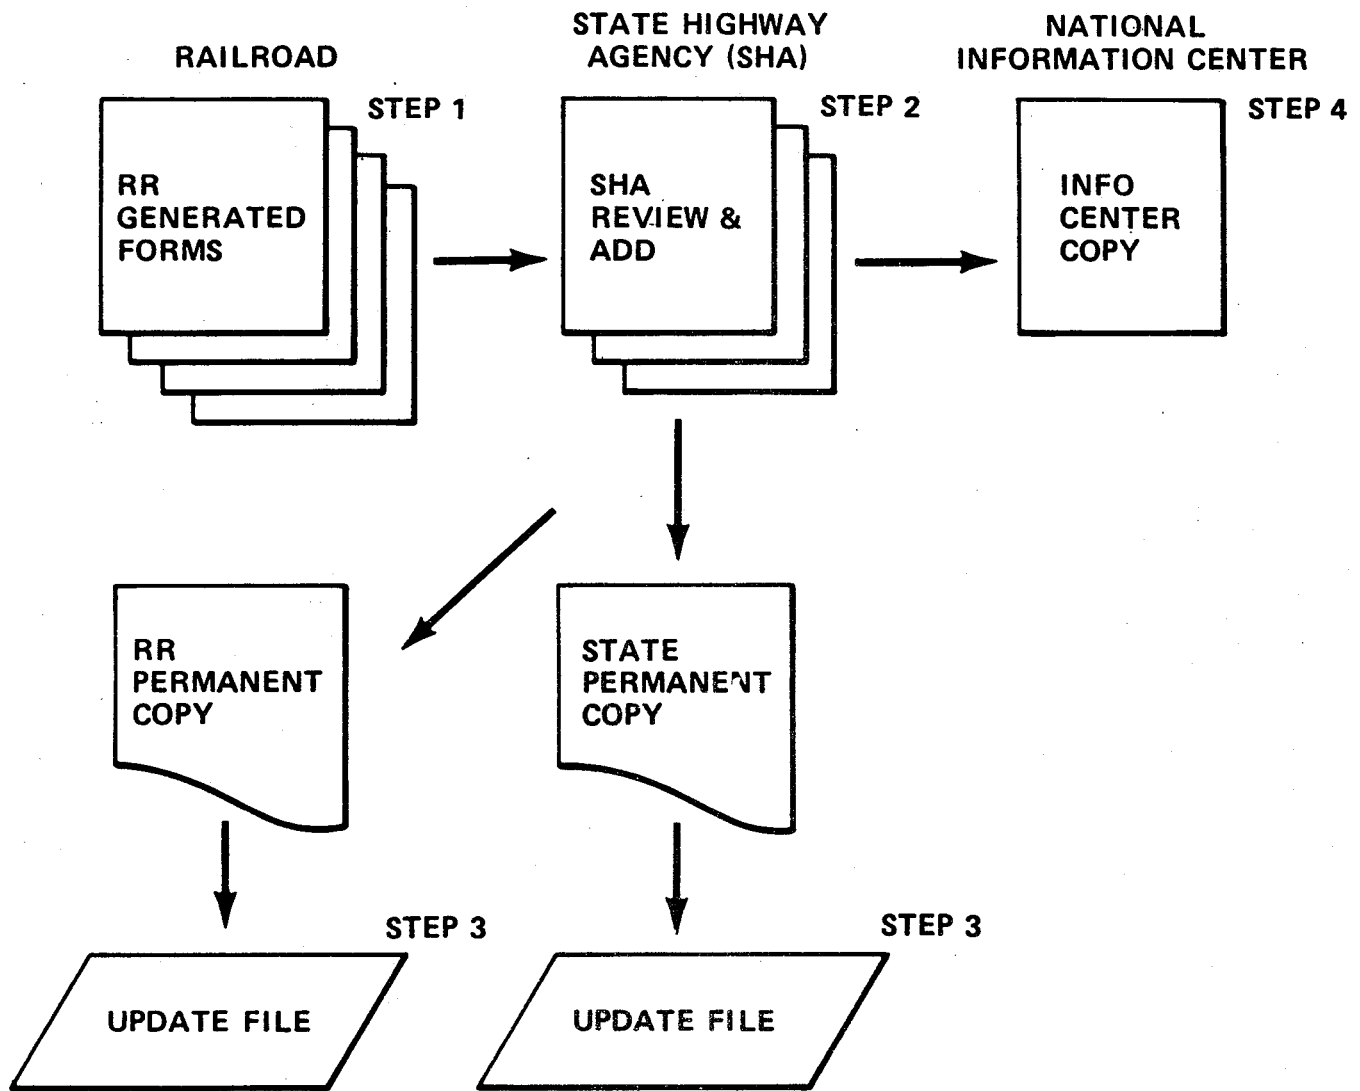 RAILROAD
STATE HIGHWAY
AGENCY (SHA)
NATIONAL
INFORMATION CENTER
STEP 1
RR
GENERATED
FORMS
STEP 2
SHA
REVIEW &
ADD
STEP 4
INFO
CENTER
COPY
RR
PERMANENT
COPY
STATE
PERMANENT
COPY
STEP 3
UPDATE FILE
STEP 3
UPDATE FILE